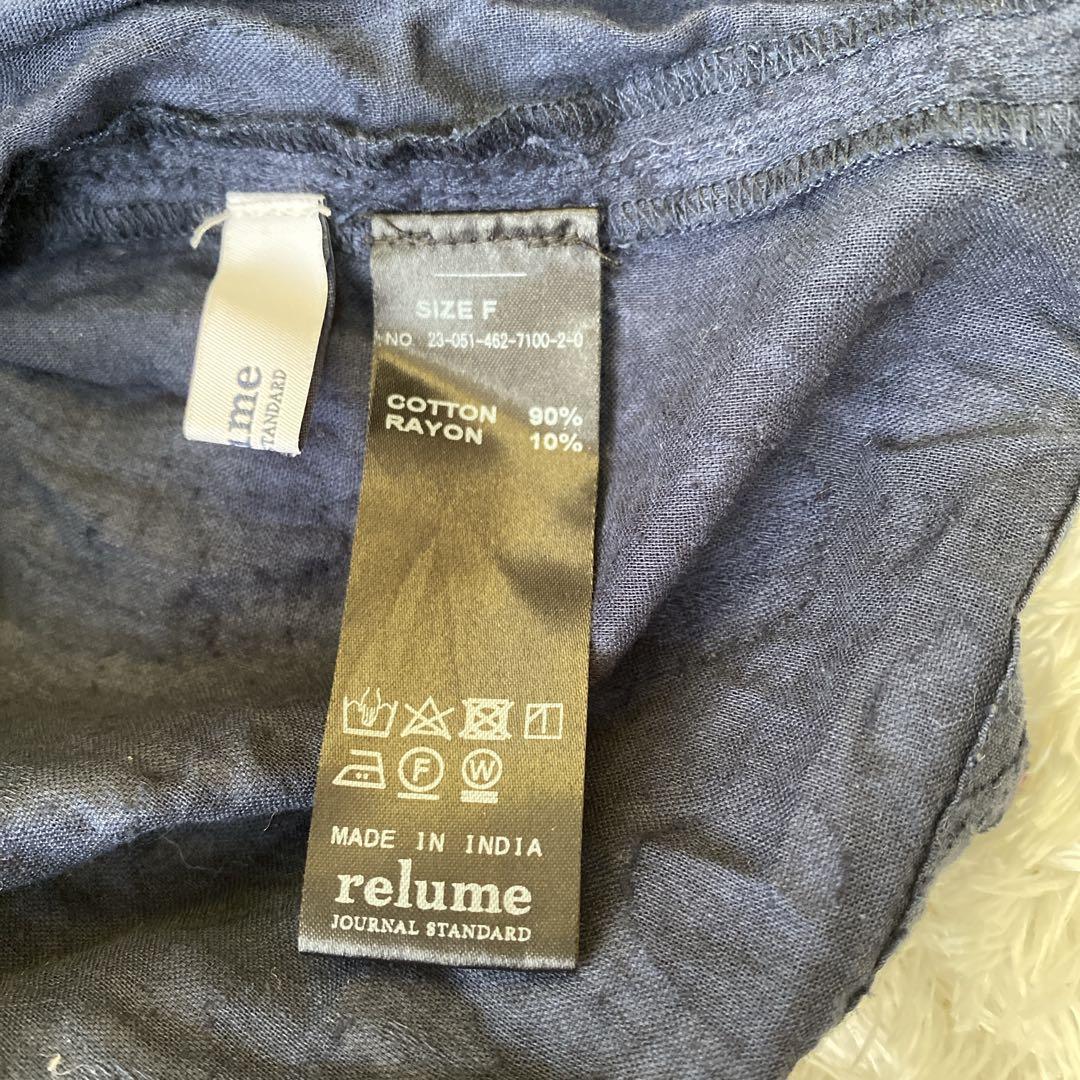 ume
STANDARD
SIZE F
NO 23-051-462-7100-2-0
COTTON 90%
RAYON 10%
F W
MADE IN INDIA
relume
JOURNAL STANDARD